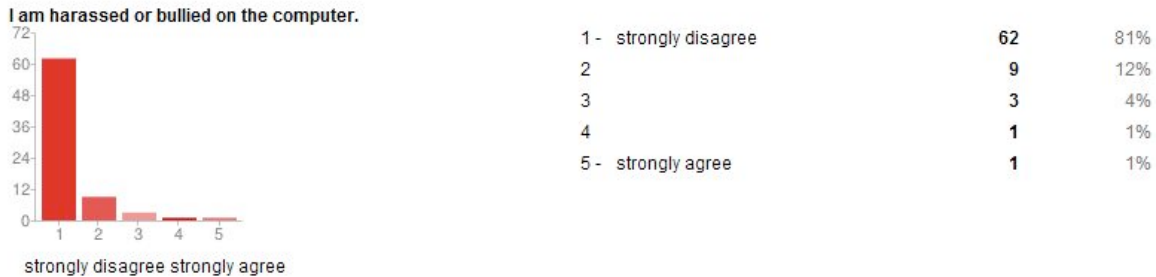 I am harassed or bullied on the computer.
72
60
48
36
24
12
0
1 2 3 4 5
strongly disagree strongly agree
1 - strongly disagree 62 81%
2 9 12%
3 3 4%
4 1 1%
5 - strongly agree 1 1%